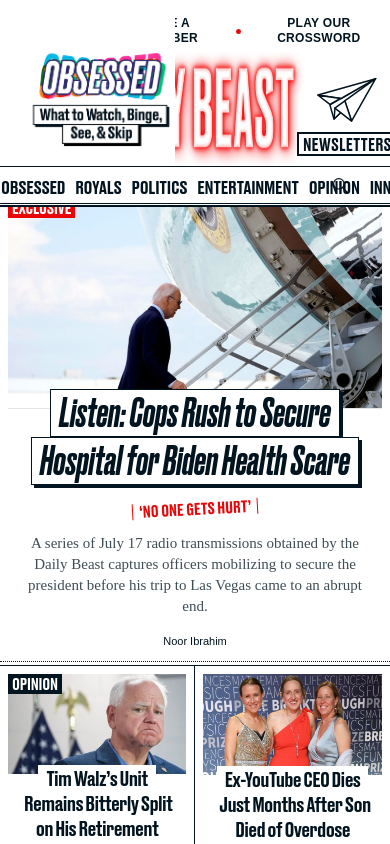 E A
BER
PLAY OUR
CROSSWORD
OBSESSED
What to Watch, Binge,
See, & Skip
Y BEAST
NEWSLETTERS
OBSESSED ROYALS POLITICS ENTERTAINMENT OPINION INN
EXCLUSIVE
Listen: Cops Rush to Secure
Hospital for Biden Health Scare
'NO ONE GETS HURT'
A series of July 17 radio transmissions obtained by the
Daily Beast captures officers mobilizing to secure the
president before his trip to Las Vegas came to an abrupt
end.
Noor Ibrahim
OPINION
Tim Walz's Unit
Remains Bitterly Split
on His Retirement
Ex-YouTube CEO Dies
Just Months After Son
Died of Overdose